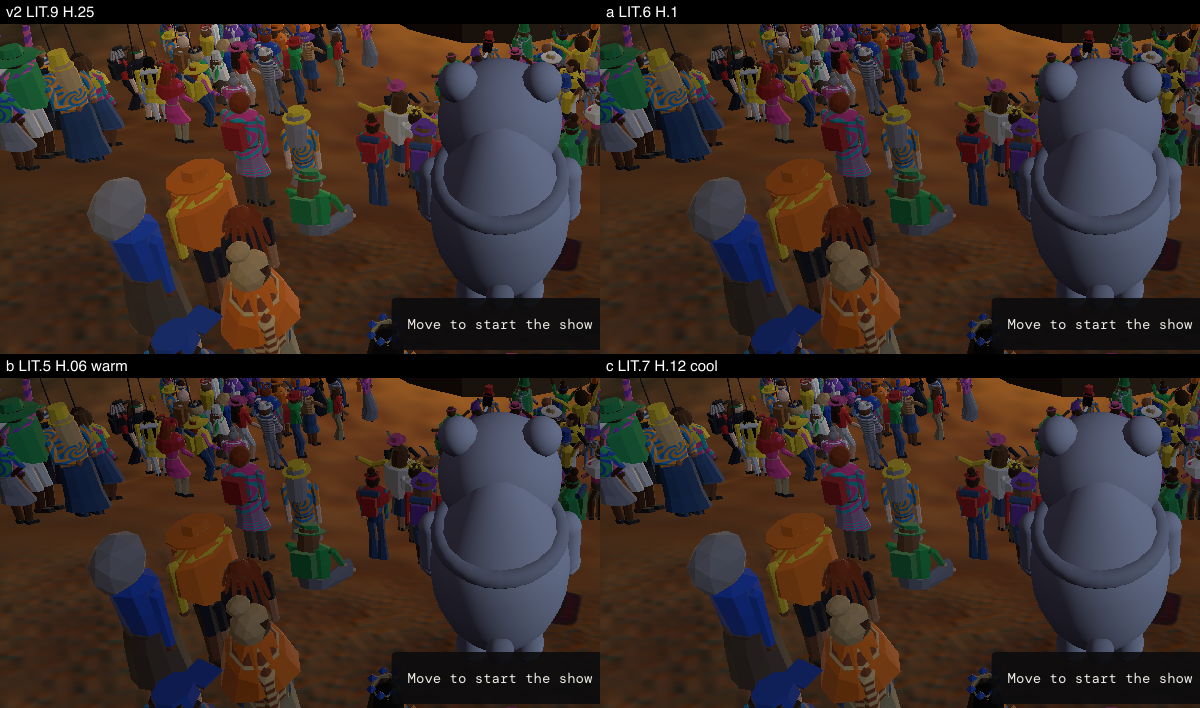 v2 LIT.9 H.25
a LIT.6 H.1
Move to start the show
Move to start the show
b LIT.5 H.06 warm
c LIT.7 H.12 cool
Move to start the show
Move to start the show